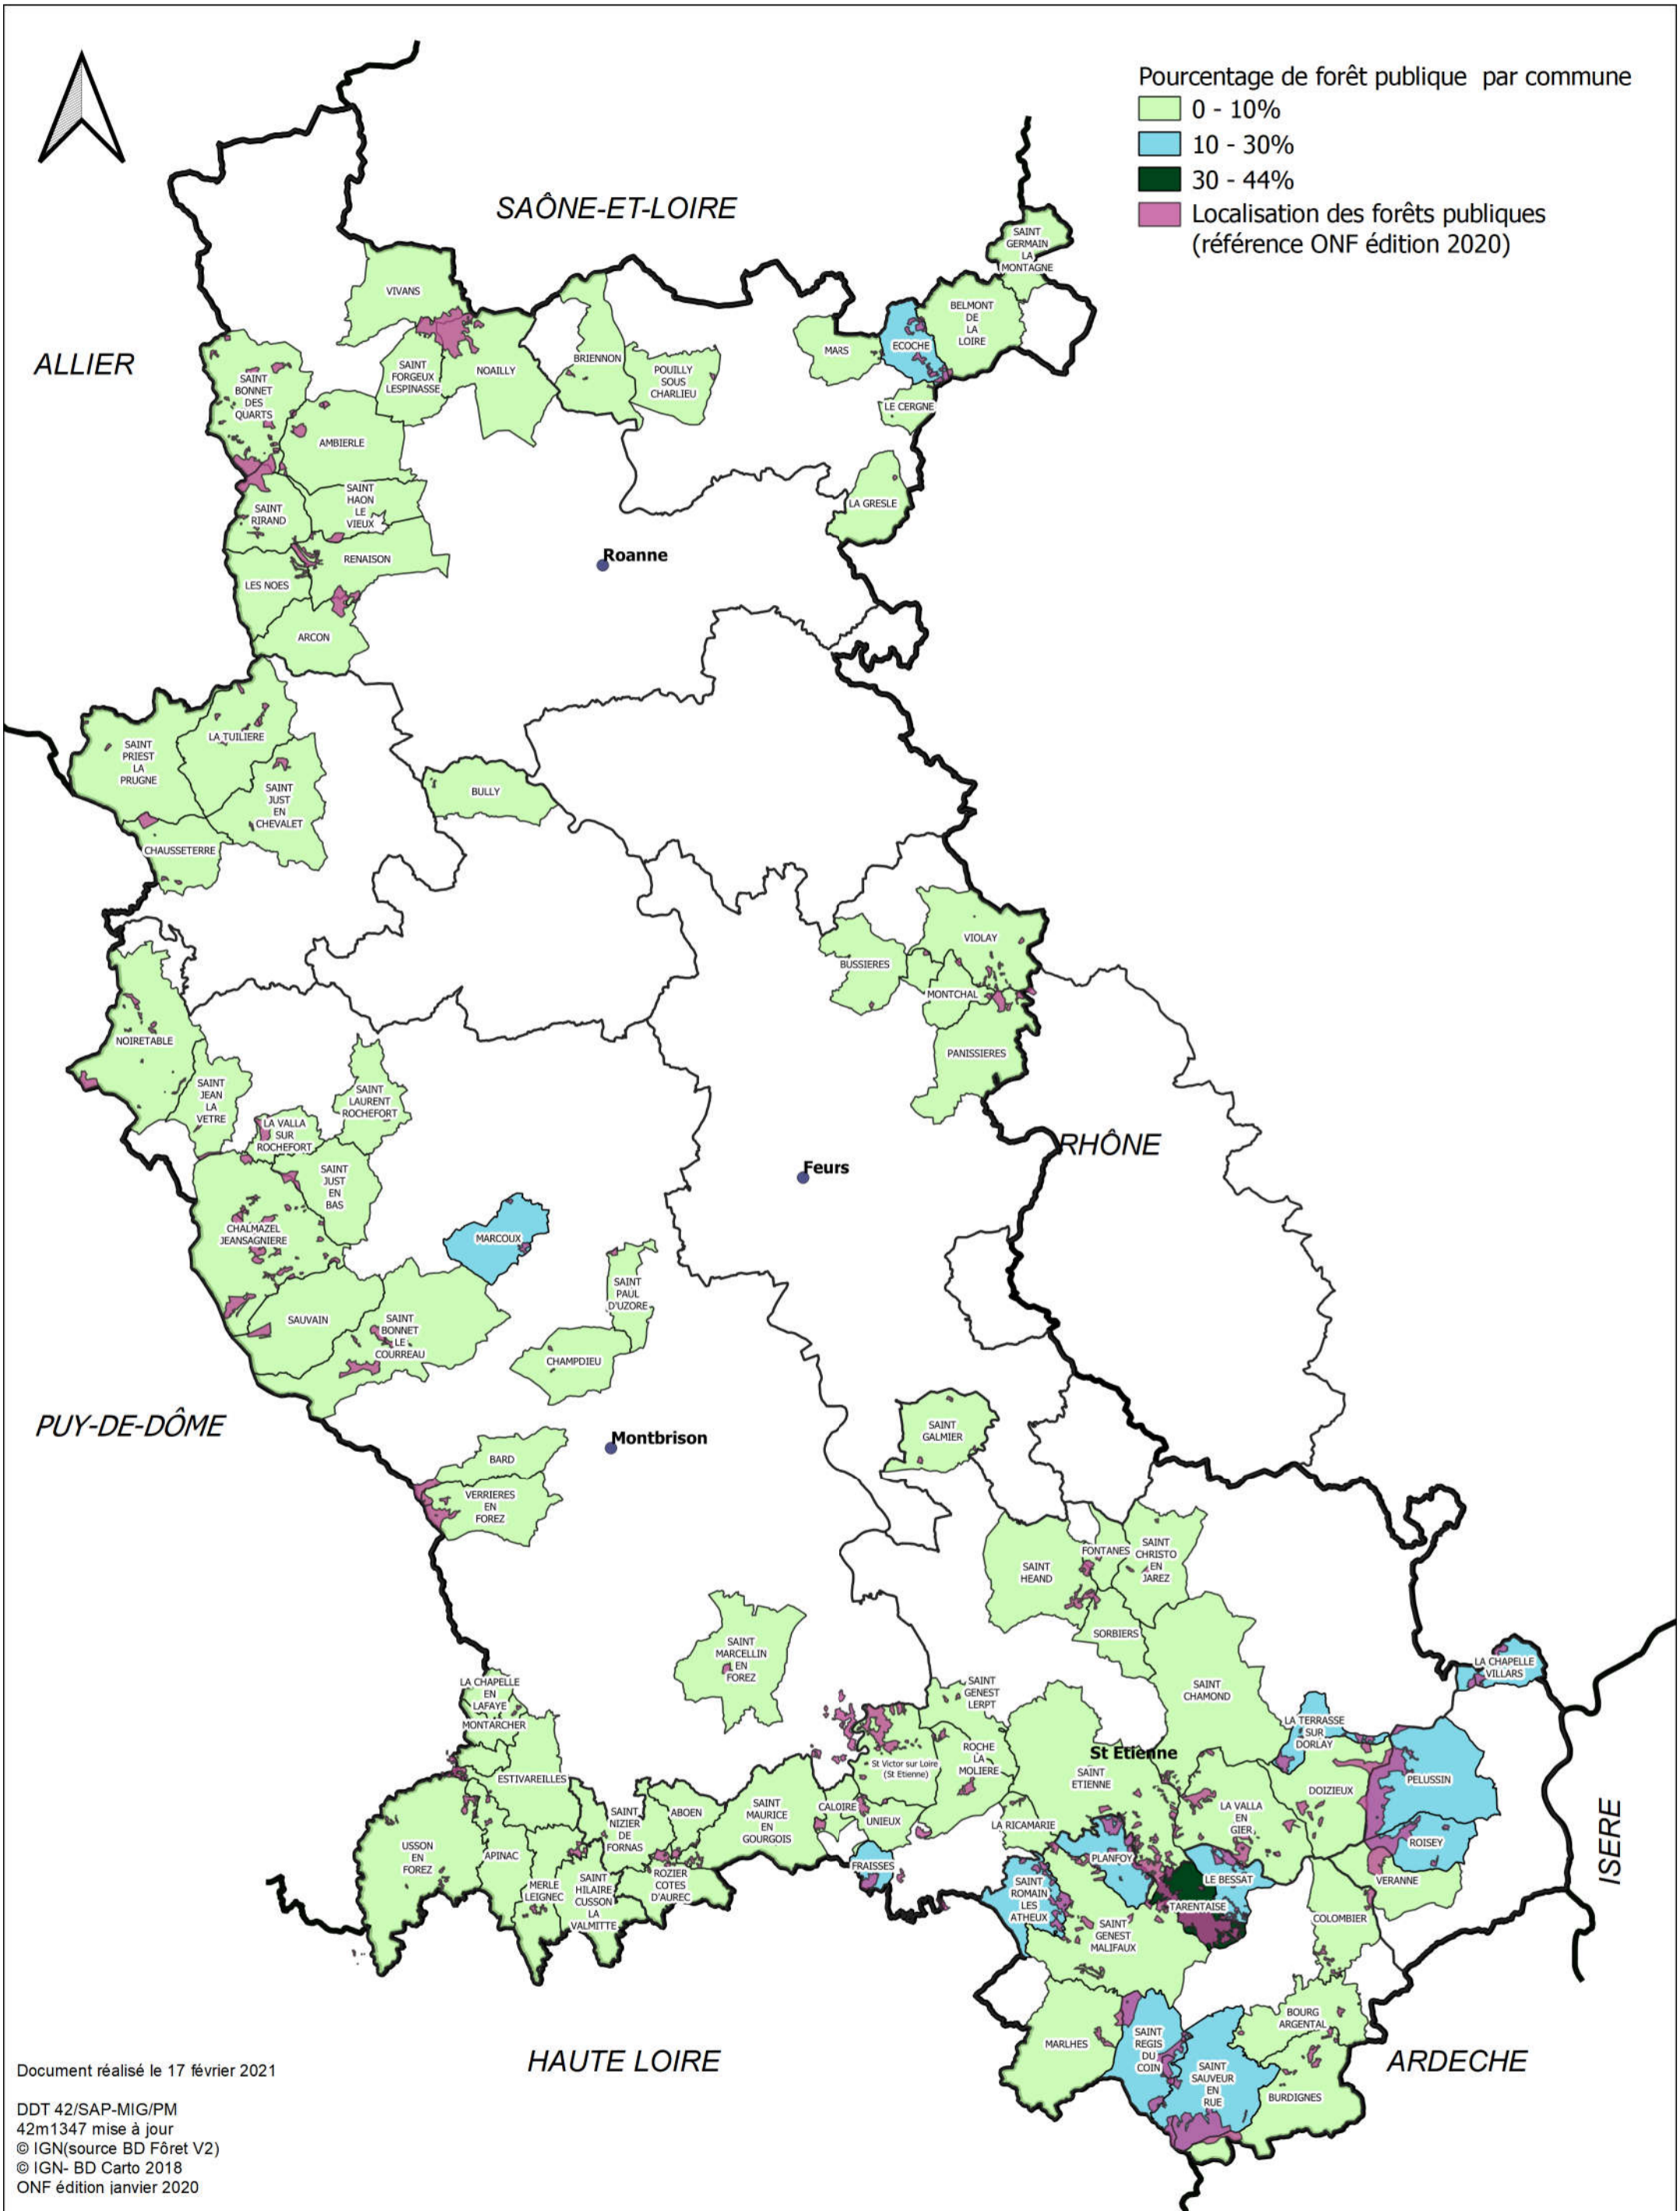 Pourcentage de forêt publique par commune
0 - 10%
10 - 30%
30 - 44%
Localisation des forêts publiques
(référence ONF édition 2020)
SAÔNE-ET-LOIRE
SAINT
GERMAIN
LA
MONTAGNE
VIVANS
BELMONT
DE
LA
LOIRE
ALLIER
MARS
ECOCHE
BRIENNON
SAINT
FORGEUX
LESPINASSE
NOAILLY
POUILLY
SOUS
CHARLIEU
SAINT
BONNET
DES
QUARTS
LE CERGNE
AMBIERLE
SAINT
HAON
LE
VIEUX
LA GRESLE
SAINT
RIRAND
Roanne
RENAISON
LES NOES
ARCON
LA TUILIERE
SAINT
PRIEST
LA
PRUGNE
SAINT
JUST
EN
CHEVALET
BULLY
CHAUSSETERRE
VIOLAY
BUSSIERES
MONTCHAL
PANISSIERES
NOIRETABLE
SAINT
JEAN
LA
VETRE
SAINT
LAURENT
ROCHEFORT
LA VALLA
SUR
ROCHEFORT
RHÔNE
Feurs
SAINT
JUST
EN
BAS
CHALMAZEL
JEANSAGNIERE
MARCOUX
SAINT
PAUL
D'UZORE
SAUVAIN
SAINT
BONNET
LE
COURREAU
CHAMPDIEU
PUY-DE-DÔME
SAINT
GALMIER
Montbrison
BARD
VERRIERES
EN
FOREZ
SAINT
HEAND
FONTANES
SAINT
CHRISTO
EN
JAREZ
SORBIERS
SAINT
MARCELLIN
EN
FOREZ
LA CHAPELLE
VILLARS
LA CHAPELLE
EN
LAFAYE
SAINT
GENEST
LERPT
SAINT
CHAMOND
MONTARCHER
LA TERRASSE
SUR
DORLAY
ROCHE
LA
MOLIERE
St Etienne
St Victor sur Loire
(St Etienne)
SAINT
ETIENNE
ESTIVAREILLES
PELUSSIN
DOIZIEUX
SAINT
NIZIER
DE
FORNAS
ABOEN
SAINT
MAURICE
EN
GOURGOIS
CALOIRE
UNIEUX
LA RICAMARIE
LA VALLA
EN
GIER
ROISEY
ISERE
USSON
EN
FOREZ
APINAC
FRAISSES
PLANFOY
LE BESSAT
VERANNE
MERLE
LEIGNEC
SAINT
HILAIRE
CUSSON
LA
VALMITTE
ROZIER
COTES
D'AUREC
SAINT
ROMAIN
LES
ATHEUX
TARENTAISE
COLOMBIER
SAINT
GENEST
MALIFAUX
BOURG
ARGENTAL
MARLHES
SAINT
REGIS
DU
COIN
SAINT
SAUVEUR
EN
RUE
BURDIGNES
HAUTE LOIRE
ARDECHE
Document réalisé le 17 février 2021
DDT 42/SAP-MIG/PM
42m1347 mise à jour
© IGN(source BD Fôret V2)
© IGN- BD Carto 2018
ONF édition janvier 2020